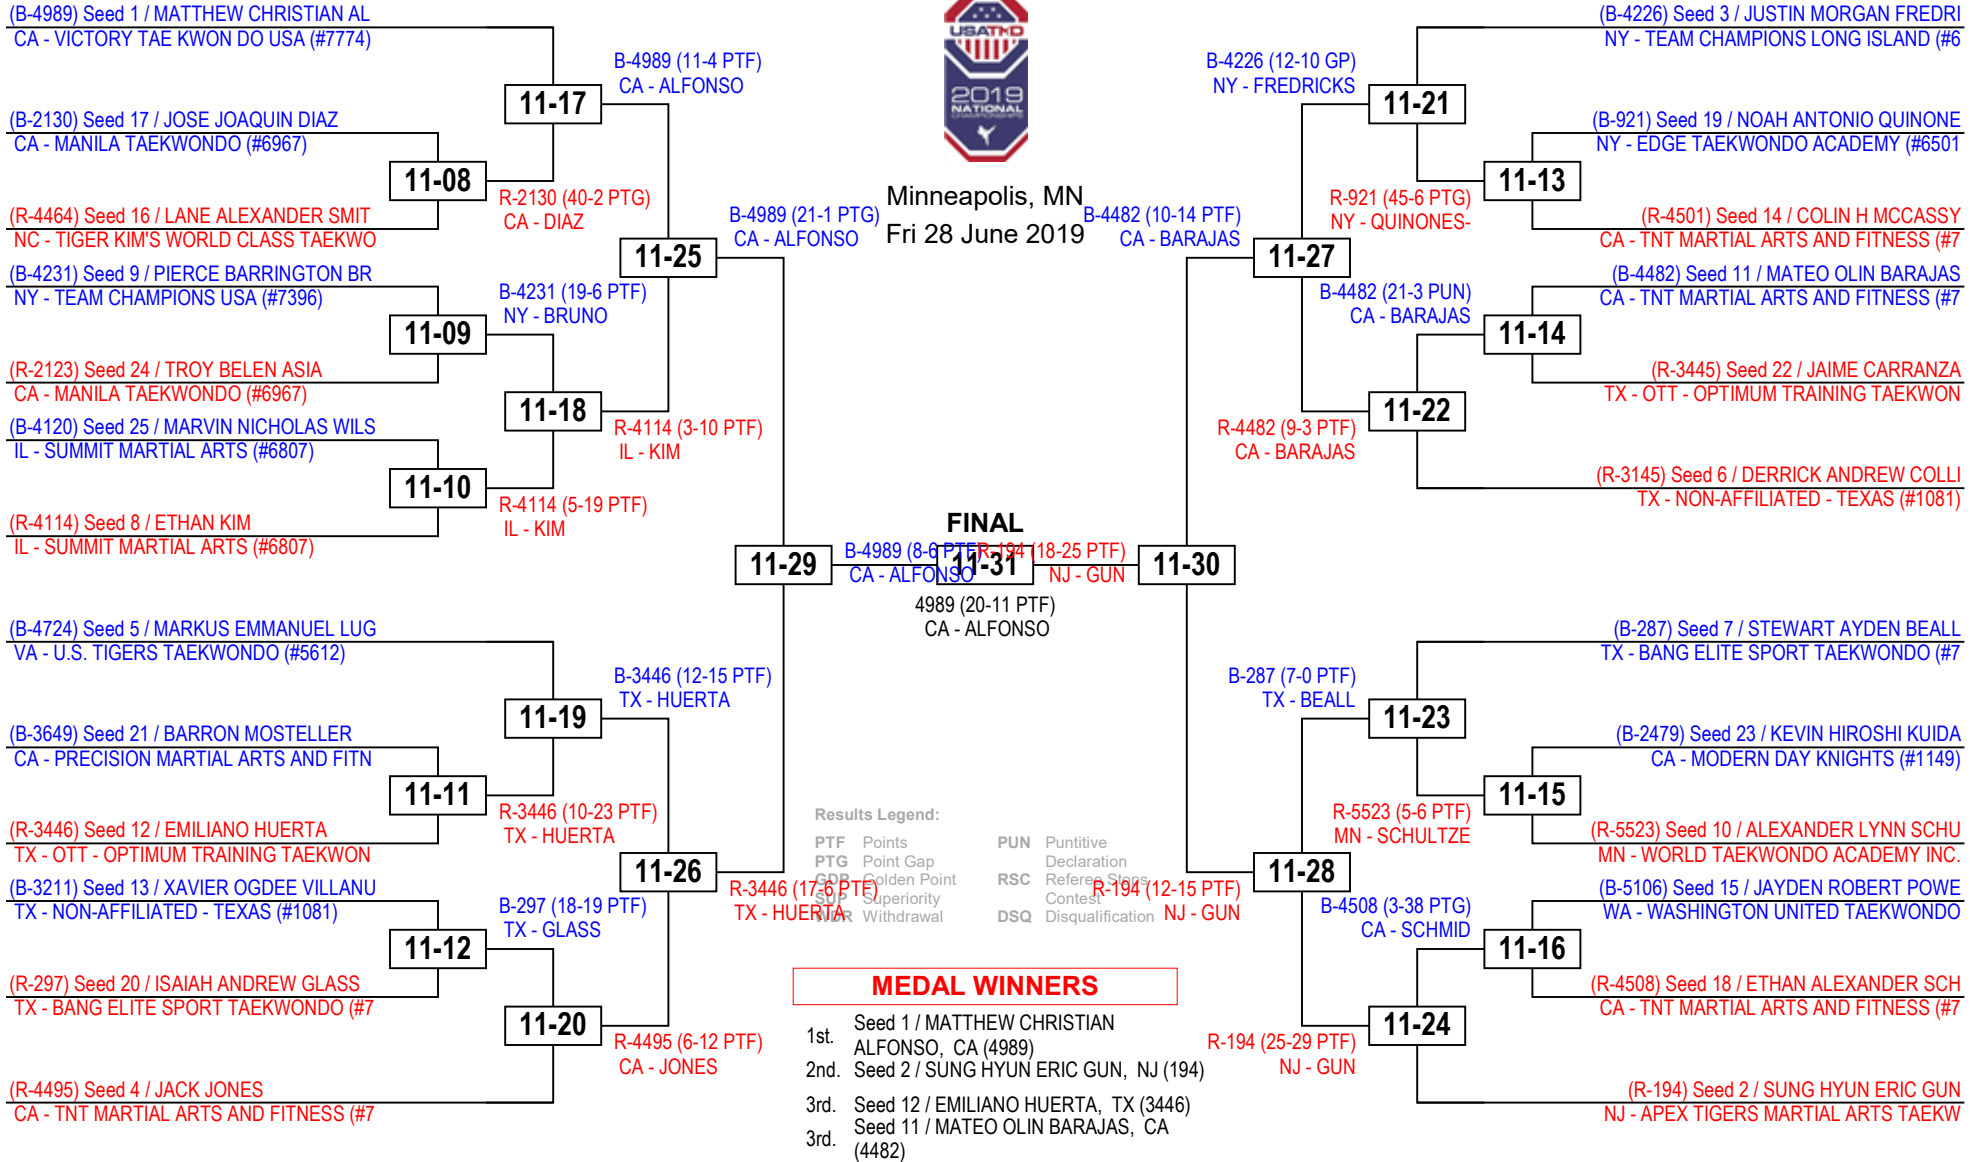 (B-4989) Seed 1 / MATTHEW CHRISTIAN AL
CA - VICTORY TAE KWON DO USA (#7774)
(B-2130) Seed 17 / JOSE JOAQUIN DIAZ
CA - MANILA TAEKWONDO (#6967)
(R-4464) Seed 16 / LANE ALEXANDER SMIT
NC - TIGER KIM'S WORLD CLASS TAEKWO
(B-4231) Seed 9 / PIERCE BARRINGTON BR
NY - TEAM CHAMPIONS USA (#7396)
(R-2123) Seed 24 / TROY BELEN ASIA
CA - MANILA TAEKWONDO (#6967)
(B-4120) Seed 25 / MARVIN NICHOLAS WILS
IL - SUMMIT MARTIAL ARTS (#6807)
(R-4114) Seed 8 / ETHAN KIM
IL - SUMMIT MARTIAL ARTS (#6807)
(B-4724) Seed 5 / MARKUS EMMANUEL LUG
VA - U.S. TIGERS TAEKWONDO (#5612)
(B-3649) Seed 21 / BARRON MOSTELLER
CA - PRECISION MARTIAL ARTS AND FITN
(R-3446) Seed 12 / EMILIANO HUERTA
TX - OTT - OPTIMUM TRAINING TAEKWON
(B-3211) Seed 13 / XAVIER OGDEE VILLANU
TX - NON-AFFILIATED - TEXAS (#1081)
(R-297) Seed 20 / ISAIAH ANDREW GLASS
TX - BANG ELITE SPORT TAEKWONDO (#7
(R-4495) Seed 4 / JACK JONES
CA - TNT MARTIAL ARTS AND FITNESS (#7
11-08
R-2130 (40-2 PTG)
CA - DIAZ
11-09
B-4231 (19-6 PTF)
NY - BRUNO
11-10
R-4114 (5-19 PTF)
IL - KIM
11-11
R-3446 (10-23 PTF)
TX - HUERTA
11-12
B-297 (18-19 PTF)
TX - GLASS
11-17
B-4989 (11-4 PTF)
CA - ALFONSO
11-18
R-4114 (3-10 PTF)
IL - KIM
11-19
B-3446 (12-15 PTF)
TX - HUERTA
11-20
R-4495 (6-12 PTF)
CA - JONES
11-25
B-4989 (21-1 PTG)
CA - ALFONSO
11-26
R-3446 (17-6 PTF)
TX - HUERTA
11-29
B-4989 (8-6 PTF)
CA - ALFONSO
USATKD
2019
NATIONAL
CHAMPIONSHIPS
Minneapolis, MN
Fri 28 June 2019
FINAL
11-31
4989 (20-11 PTF)
CA - ALFONSO
R-194 (18-25 PTF)
NJ - GUN
11-30
B-4482 (10-14 PTF)
CA - BARAJAS
11-27
R-194 (12-15 PTF)
NJ - GUN
11-28
B-4226 (12-10 GP)
NY - FREDRICKS
11-21
R-4482 (9-3 PTF)
CA - BARAJAS
11-22
B-287 (7-0 PTF)
TX - BEALL
11-23
R-194 (25-29 PTF)
NJ - GUN
11-24
R-921 (45-6 PTG)
NY - QUINONES-
11-13
B-4482 (21-3 PUN)
CA - BARAJAS
11-14
R-5523 (5-6 PTF)
MN - SCHULTZE
11-15
B-4508 (3-38 PTG)
CA - SCHMID
11-16
(B-4226) Seed 3 / JUSTIN MORGAN FREDRI
NY - TEAM CHAMPIONS LONG ISLAND (#6
(B-921) Seed 19 / NOAH ANTONIO QUINONE
NY - EDGE TAEKWONDO ACADEMY (#6501
(R-4501) Seed 14 / COLIN H MCCASSY
CA - TNT MARTIAL ARTS AND FITNESS (#7
(B-4482) Seed 11 / MATEO OLIN BARAJAS
CA - TNT MARTIAL ARTS AND FITNESS (#7
(R-3445) Seed 22 / JAIME CARRANZA
TX - OTT - OPTIMUM TRAINING TAEKWON
(R-3145) Seed 6 / DERRICK ANDREW COLLI
TX - NON-AFFILIATED - TEXAS (#1081)
(B-287) Seed 7 / STEWART AYDEN BEALL
TX - BANG ELITE SPORT TAEKWONDO (#7
(B-2479) Seed 23 / KEVIN HIROSHI KUIDA
CA - MODERN DAY KNIGHTS (#1149)
(R-5523) Seed 10 / ALEXANDER LYNN SCHU
MN - WORLD TAEKWONDO ACADEMY INC.
(B-5106) Seed 15 / JAYDEN ROBERT POWE
WA - WASHINGTON UNITED TAEKWONDO
(R-4508) Seed 18 / ETHAN ALEXANDER SCH
CA - TNT MARTIAL ARTS AND FITNESS (#7
(R-194) Seed 2 / SUNG HYUN ERIC GUN
NJ - APEX TIGERS MARTIAL ARTS TAEKW
Results Legend:
PTF Points
PTG Point Gap
GDP Golden Point
SUP Superiority
WDR Withdrawal
PUN Puntitive
Declaration
RSC Referee Stops
Contest
DSQ Disqualification
MEDAL WINNERS
1st. Seed 1 / MATTHEW CHRISTIAN
ALFONSO, CA (4989)
2nd. Seed 2 / SUNG HYUN ERIC GUN, NJ (194)
3rd. Seed 12 / EMILIANO HUERTA, TX (3446)
3rd. Seed 11 / MATEO OLIN BARAJAS, CA
(4482)